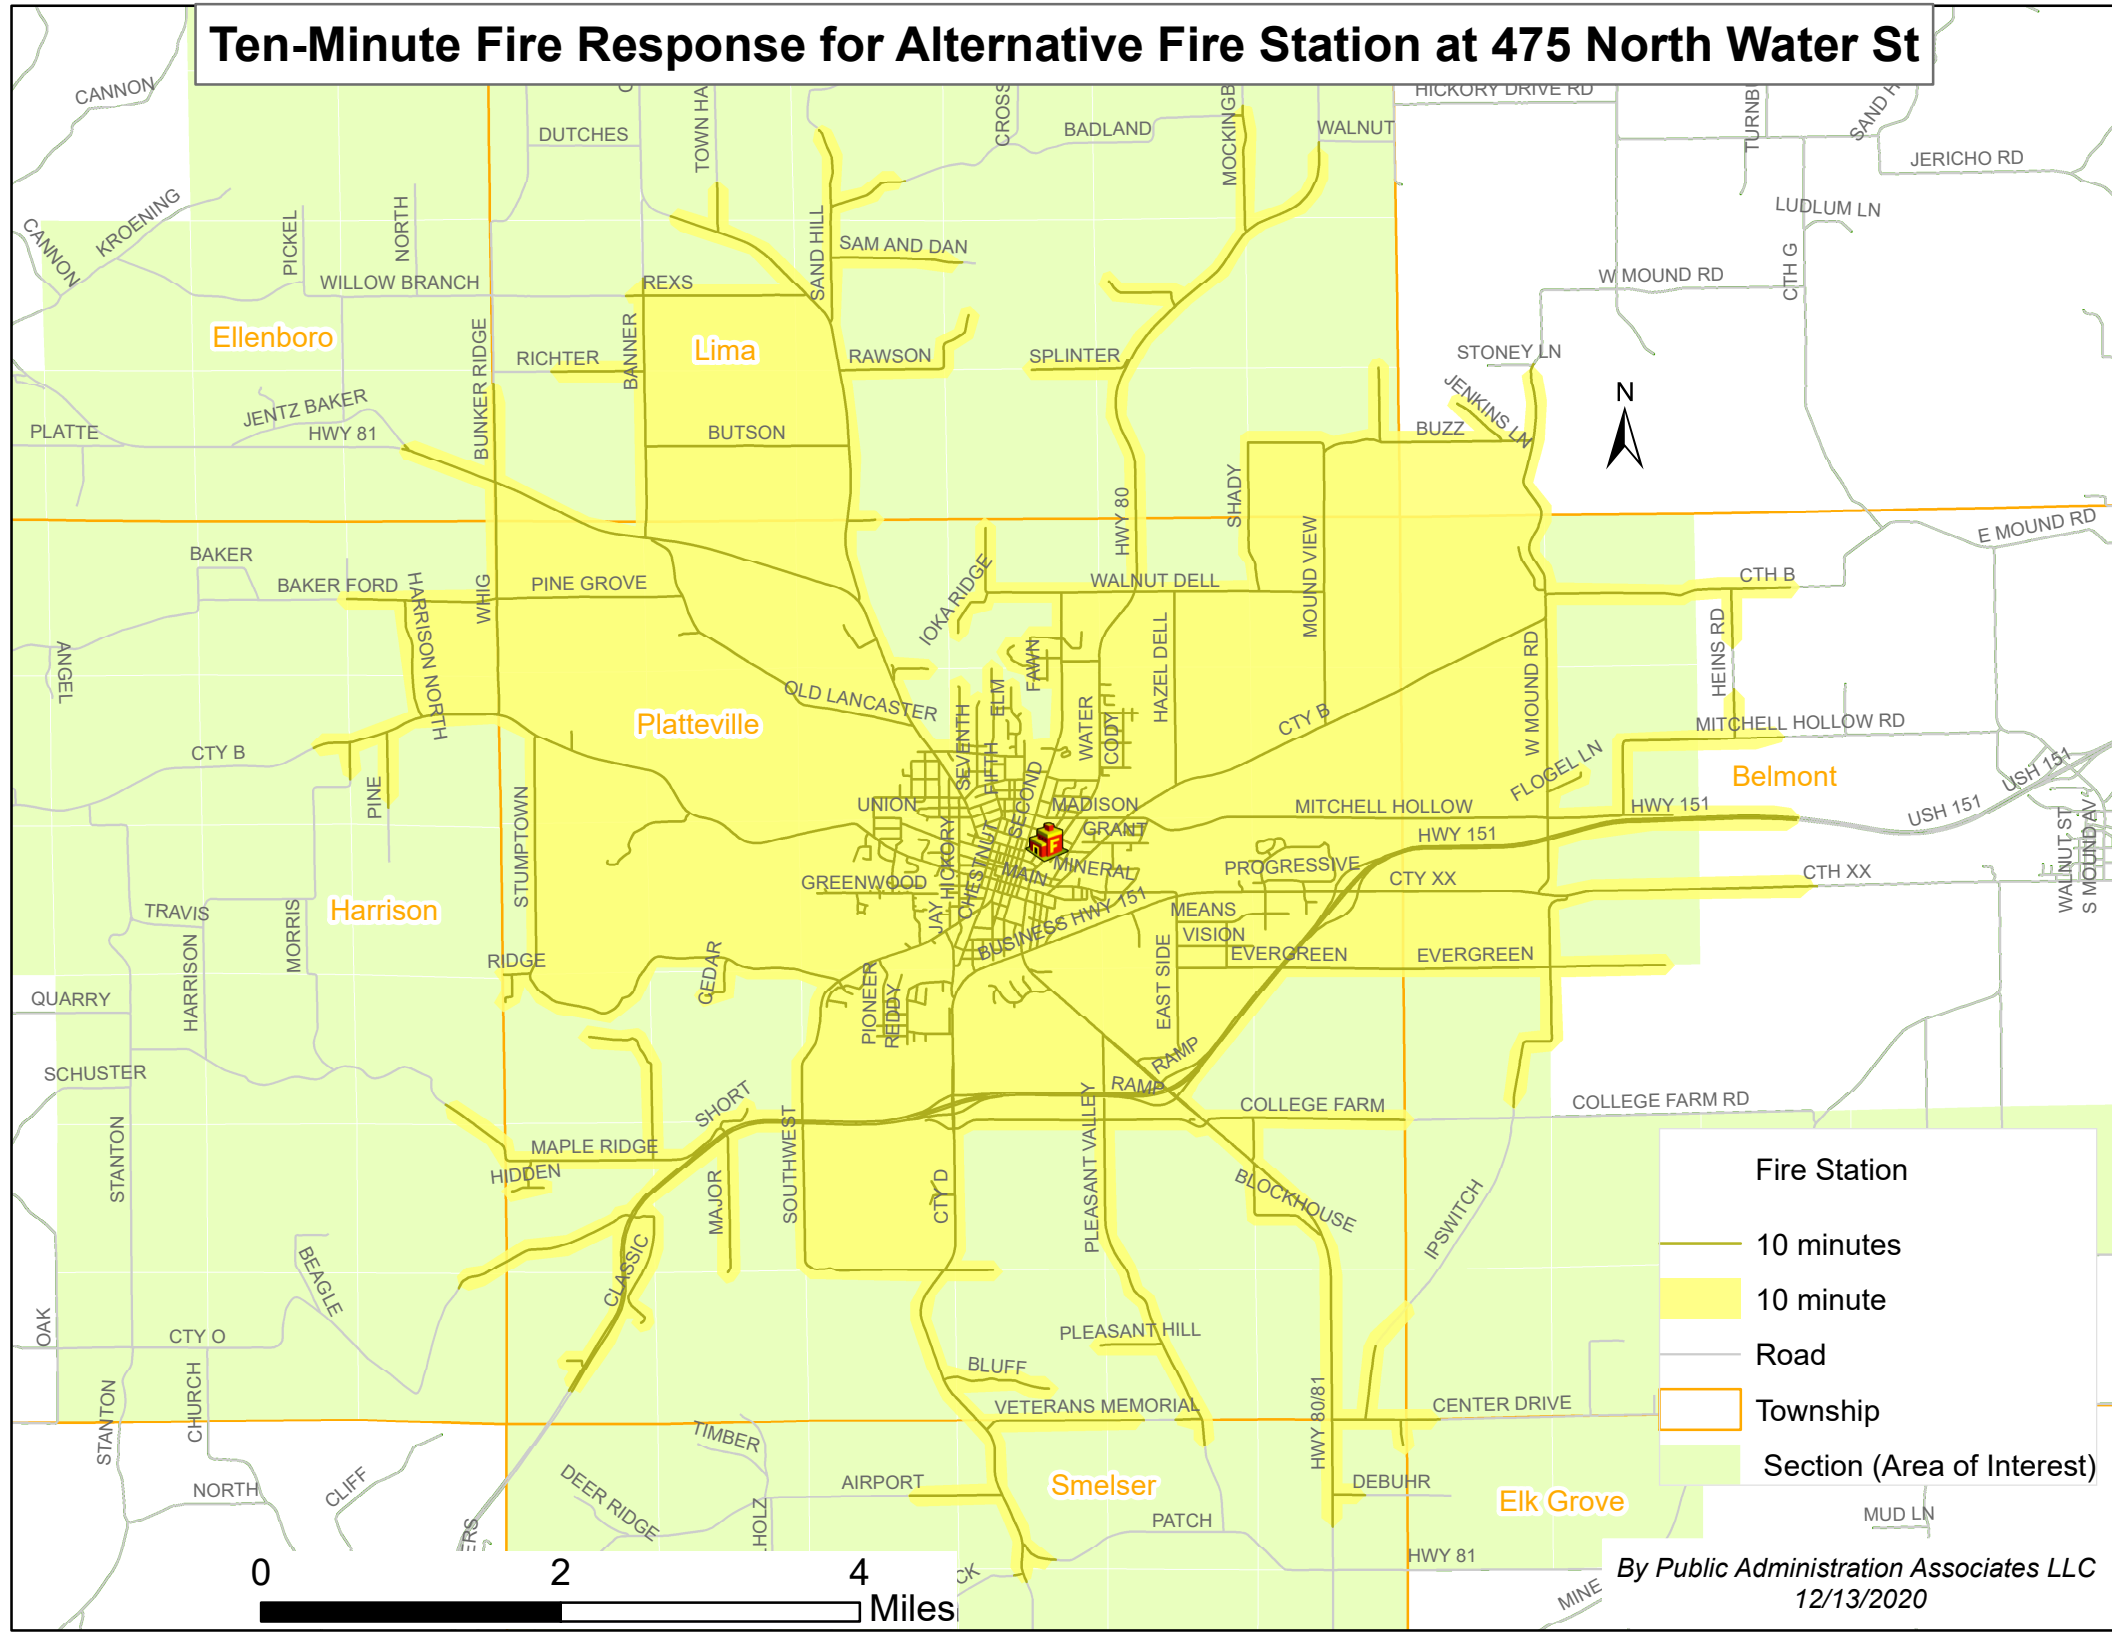 Ten-Minute Fire Response for Alternative Fire Station at 475 North Water St
CANNON
DUTCHES
TOWN HA
CROSS
BADLAND
MOCKINGB
WALNUT
HICKORY DRIVE RD
TURNB
SAND H
JERICHO RD
CANNON
KROENING
PICKEL
NORTH
SAND HILL
SAM AND DAN
LUDLUM LN
CTH G
W MOUND RD
WILLOW BRANCH
REXS
Ellenboro
BUNKER RIDGE
RICHTER
BANNER
Lima
RAWSON
SPLINTER
STONEY LN
JENKINS LN
N
JENTZ BAKER
PLATTE
HWY 81
BUTSON
BUZZ
SHADY
HWY 80
MOUND VIEW
E MOUND RD
BAKER
BAKER FORD
HARRISON NORTH
WHIG
PINE GROVE
IOKA RIDGE
WALNUT DELL
CTH B
HEINS RD
ANGEL
FAWN
HAZEL DELL
W MOUND RD
OLD LANCASTER
ELM
Platteville
SEVENTH
FIFTH
WATER
CODY
CTY B
MITCHELL HOLLOW RD
CTY B
PINE
STUMPTOWN
SECOND
FLOGEL LN
Belmont
USH 151
USH 151
UNION
MADISON
MITCHELL HOLLOW
HWY 151
GRANT
HWY 151
HICKORY
CHESTNUT
MAIN
MINERAL
PROGRESSIVE
CTY XX
CTH XX
WALNUT ST
S MOUND AV
GREENWOOD
JAY
Harrison
TRAVIS
HARRISON
MORRIS
BUSINESS HWY 151
MEANS
VISION
EVERGREEN
EVERGREEN
EAST SIDE
RIDGE
CEDAR
PIONEER
REDDY
QUARRY
SCHUSTER
STANTON
SHORT
RAMP
RAMP
PLEASANT VALLEY
COLLEGE FARM
COLLEGE FARM RD
MAPLE RIDGE
HIDDEN
MAJOR
SOUTHWEST
CTY D
BLOCKHOUSE
IPSWITCH
Fire Station
10 minutes
10 minute
Road
Township
Section (Area of Interest)
BEAGLE
CLASSIC
OAK
CTY O
CHURCH
STANTON
PLEASANT HILL
BLUFF
VETERANS MEMORIAL
HWY 80/81
CENTER DRIVE
TIMBER
NORTH
CLIFF
DEER RIDGE
AIRPORT
Smelser
DEBUHR
Elk Grove
PATCH
MUD LN
HWY 81
ERS
HOLZ
CK
MINE
0 2 4
Miles
By Public Administration Associates LLC
12/13/2020